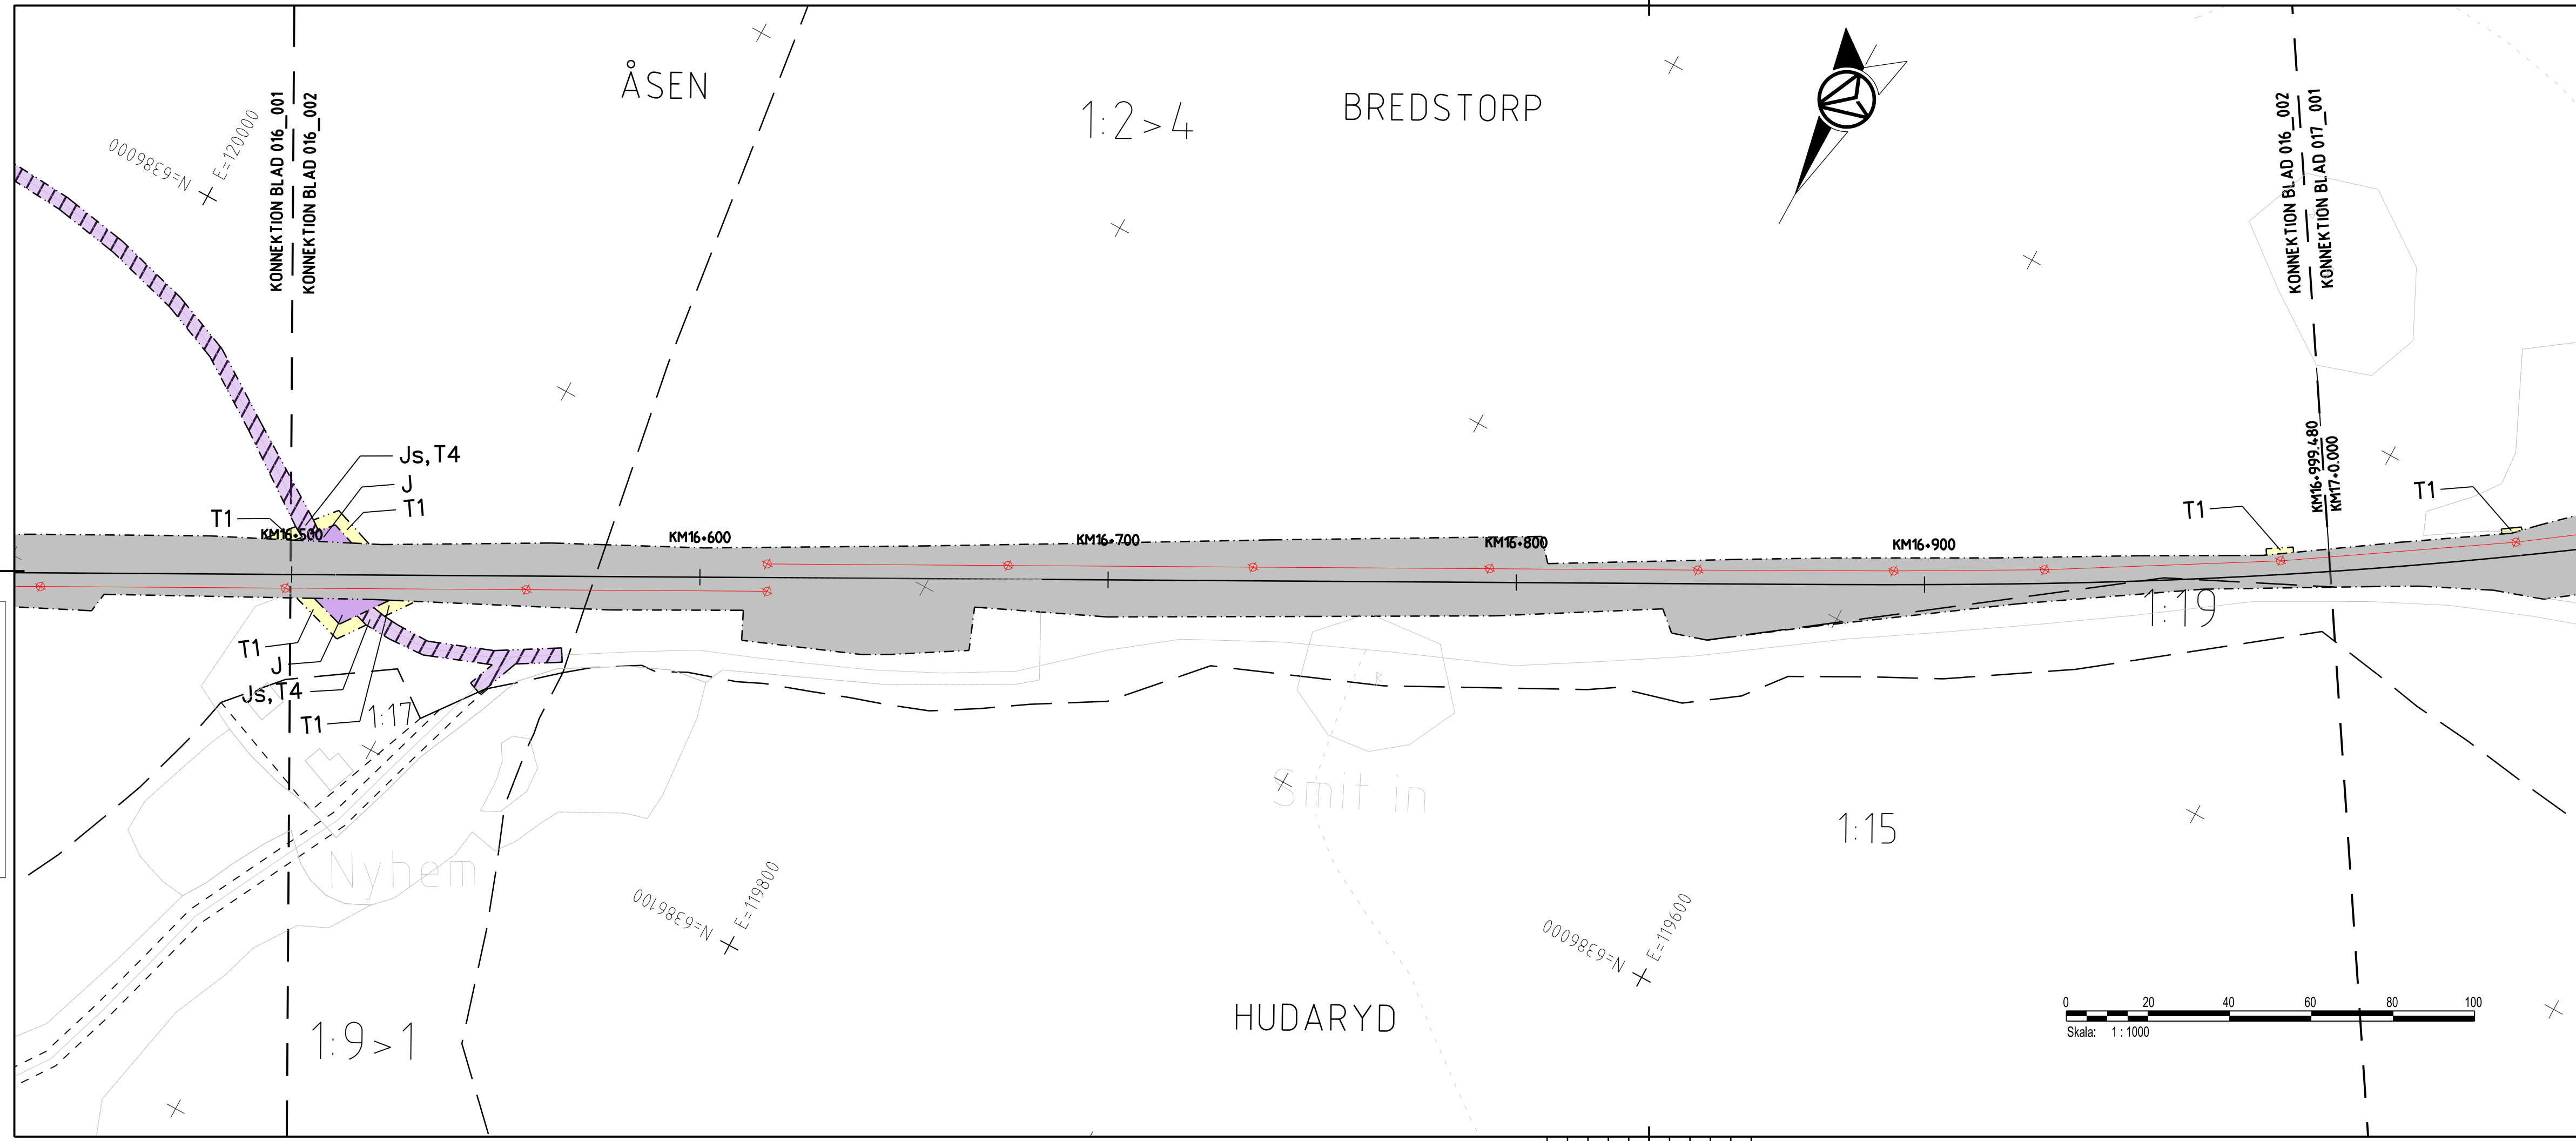 ÅSEN
1:2>4
BREDSTORP
KONNEKTION BLAD 016_001
KONNEKTION BLAD 016_002
KONNEKTION BLAD 016_002
KONNEKTION BLAD 017_001
N=6386000
E=120000
Js,T4
J
T1
T1
KM16+500
KM16+600
KM16+700
KM16+800
KM16+900
KM16+999.480
KM17+0.000
T1
T1
1:19
T1
J
Js,T4
T1
1:17
R
Smit in
Nyhem
1:15
N=6386100
E=119800
N=6386000
E=119600
HUDARYD
1:9>1
0 20 40 60 80 100
Skala: 1 : 1000